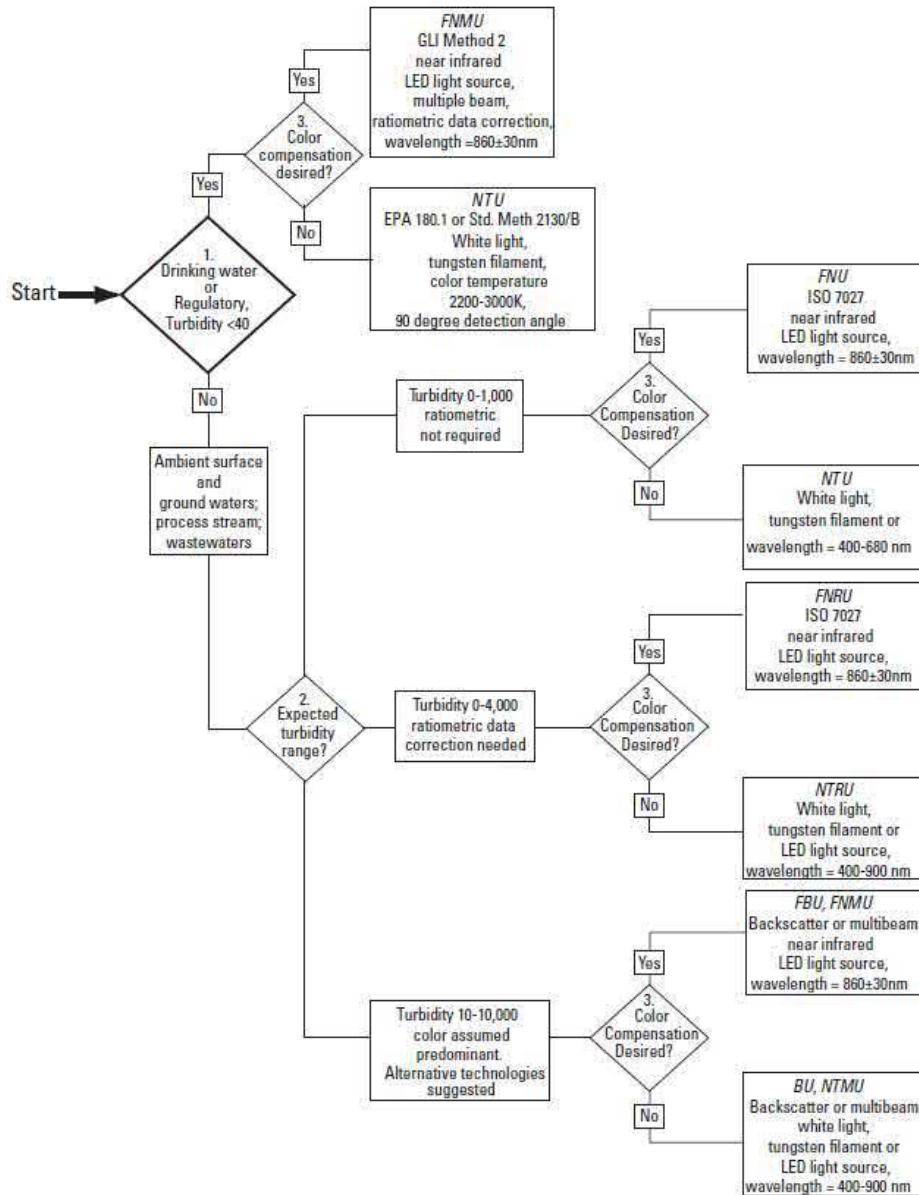 FNMU
GLI Method 2
near infrared
LED light source,
multiple beam,
ratiometric data correction,
wavelength =860±30nm
Yes
3.
Color
compensation
desired?
Yes
No
NTU
EPA 180.1 or Std. Meth 2130/B
White light,
tungsten filament,
color temperature
2200-3000K,
90 degree detection angle
Start
1.
Drinking water
or
Regulatory,
Turbidity <40
No
Ambient surface
and
ground waters;
process stream;
wastewaters
2.
Expected
turbidity
range?
Turbidity 0-1,000
ratiometric
not required
3.
Color
Compensation
Desired?
Yes
FNU
ISO 7027
near infrared
LED light source,
wavelength = 860±30nm
No
NTU
White light,
tungsten filament or
wavelength = 400-680 nm
Turbidity 0-4,000
ratiometric data
correction needed
3.
Color
Compensation
Desired?
Yes
FNRU
ISO 7027
near infrared
LED light source,
wavelength = 860±30nm
No
NTRU
White light,
tungsten filament or
LED light source,
wavelength = 400-900 nm
Turbidity 10-10,000
color assumed
predominant.
Alternative technologies
suggested
3.
Color
Compensation
Desired?
Yes
FBU, FNMU
Backscatter or multibeam
near infrared
LED light source,
wavelength = 860±30nm
No
BU, NTMU
Backscatter or multibeam
white light,
tungsten filament or
LED light source,
wavelength = 400-900 nm